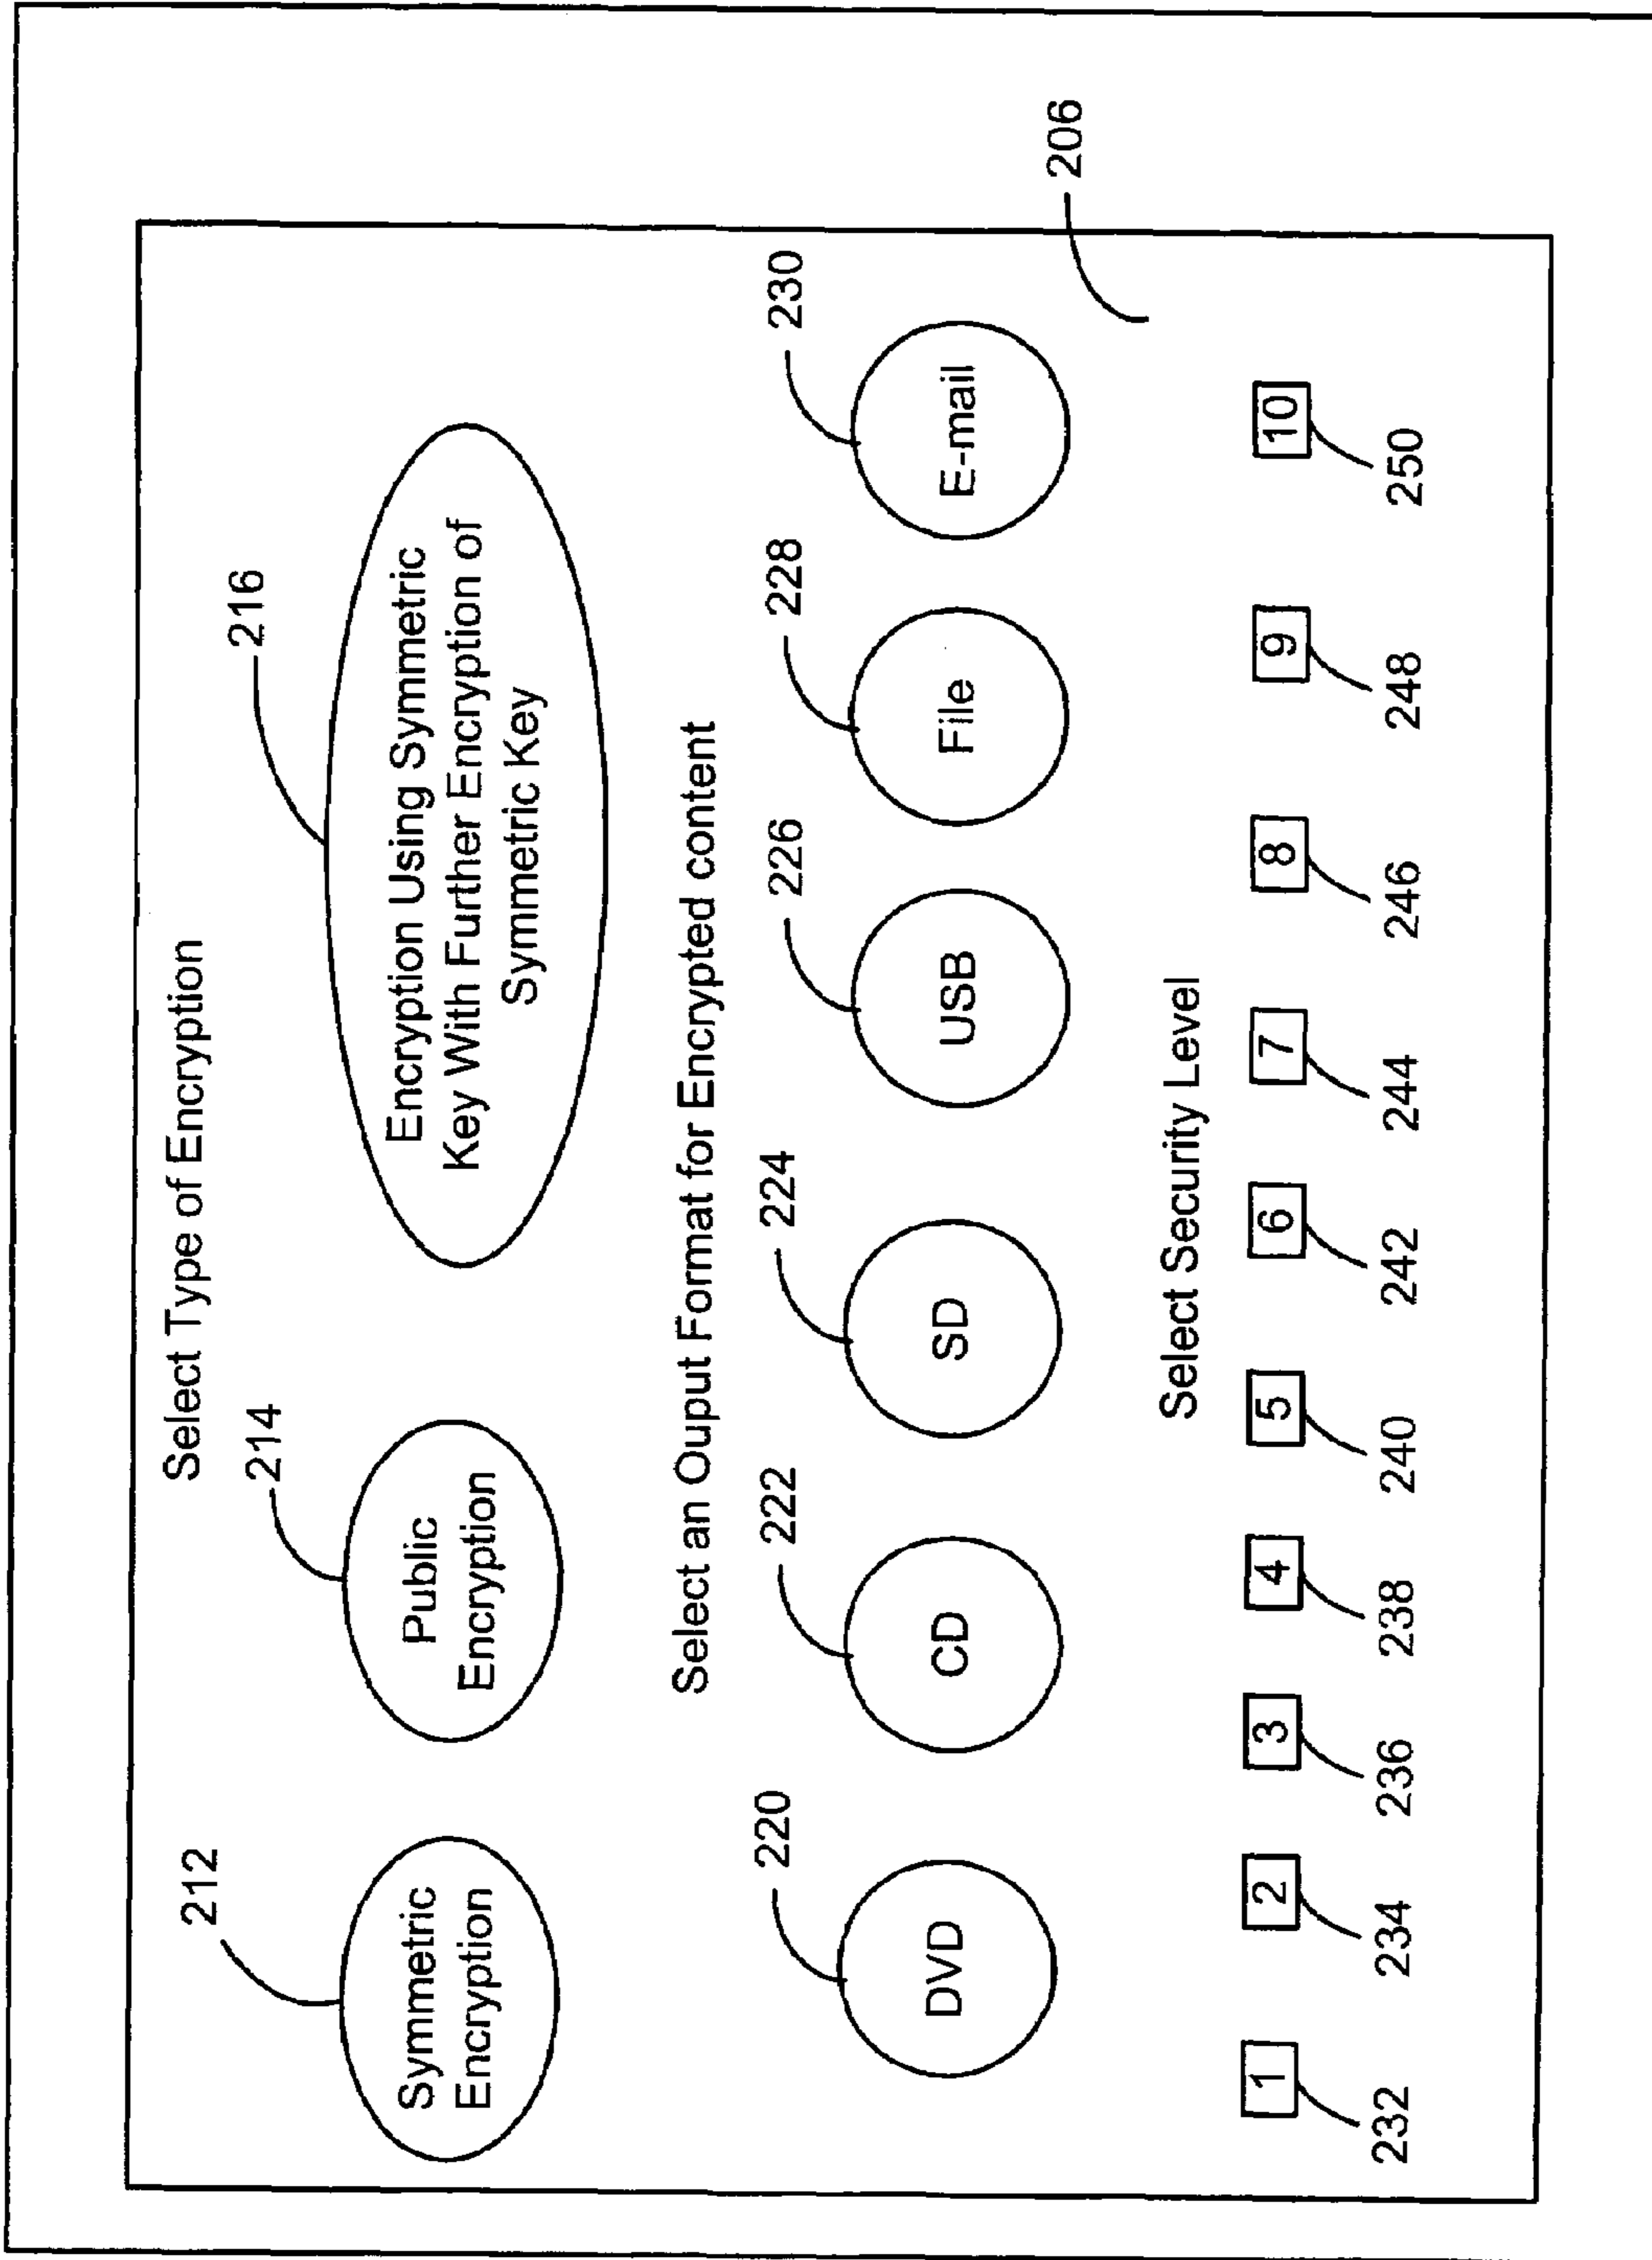 Select Type of Encryption
212
214
216
Symmetric
Encryption
Public
Encryption
Encryption Using Symmetric
Key With Further Encryption of
Symmetric Key
Select an Ouput Format for Encrypted content
220
222
224
226
228
230
DVD
CD
SD
USB
File
E-mail
206
Select Security Level
1
2
3
4
5
6
7
8
9
10
232
234
236
238
240
242
244
246
248
250